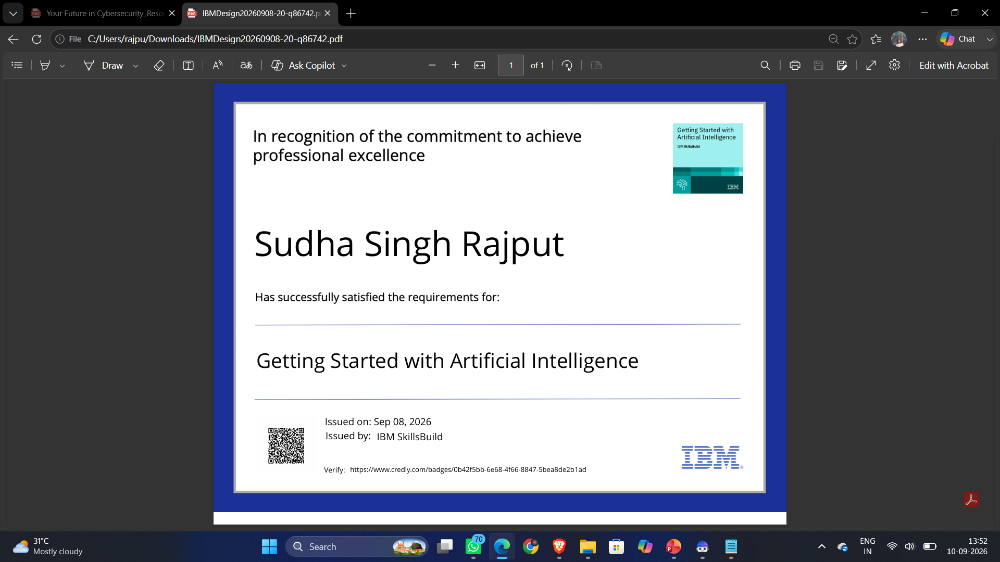 Your Future in Cybersecurity_Reso
IBMDesign20260908-20-q86742.p
File C:/Users/rajpu/Downloads/IBMDesign20260908-20-q86742.pdf
Chat
Draw
aあ
Ask Copilot
1 of 1
Edit with Acrobat
In recognition of the commitment to achieve
professional excellence
Getting Started with
Artificial Intelligence
IBM SkillsBuild
IBM
Sudha Singh Rajput
Has successfully satisfied the requirements for:
Getting Started with Artificial Intelligence
Issued on: Sep 08, 2026
Issued by: IBM SkillsBuild
Verify: https://www.credly.com/badges/0b42f5bb-6e68-4f66-8847-5bea8de2b1ad
IBM®
31°C
Mostly cloudy
Search
70
ENG
IN
13:52
10-09-2026